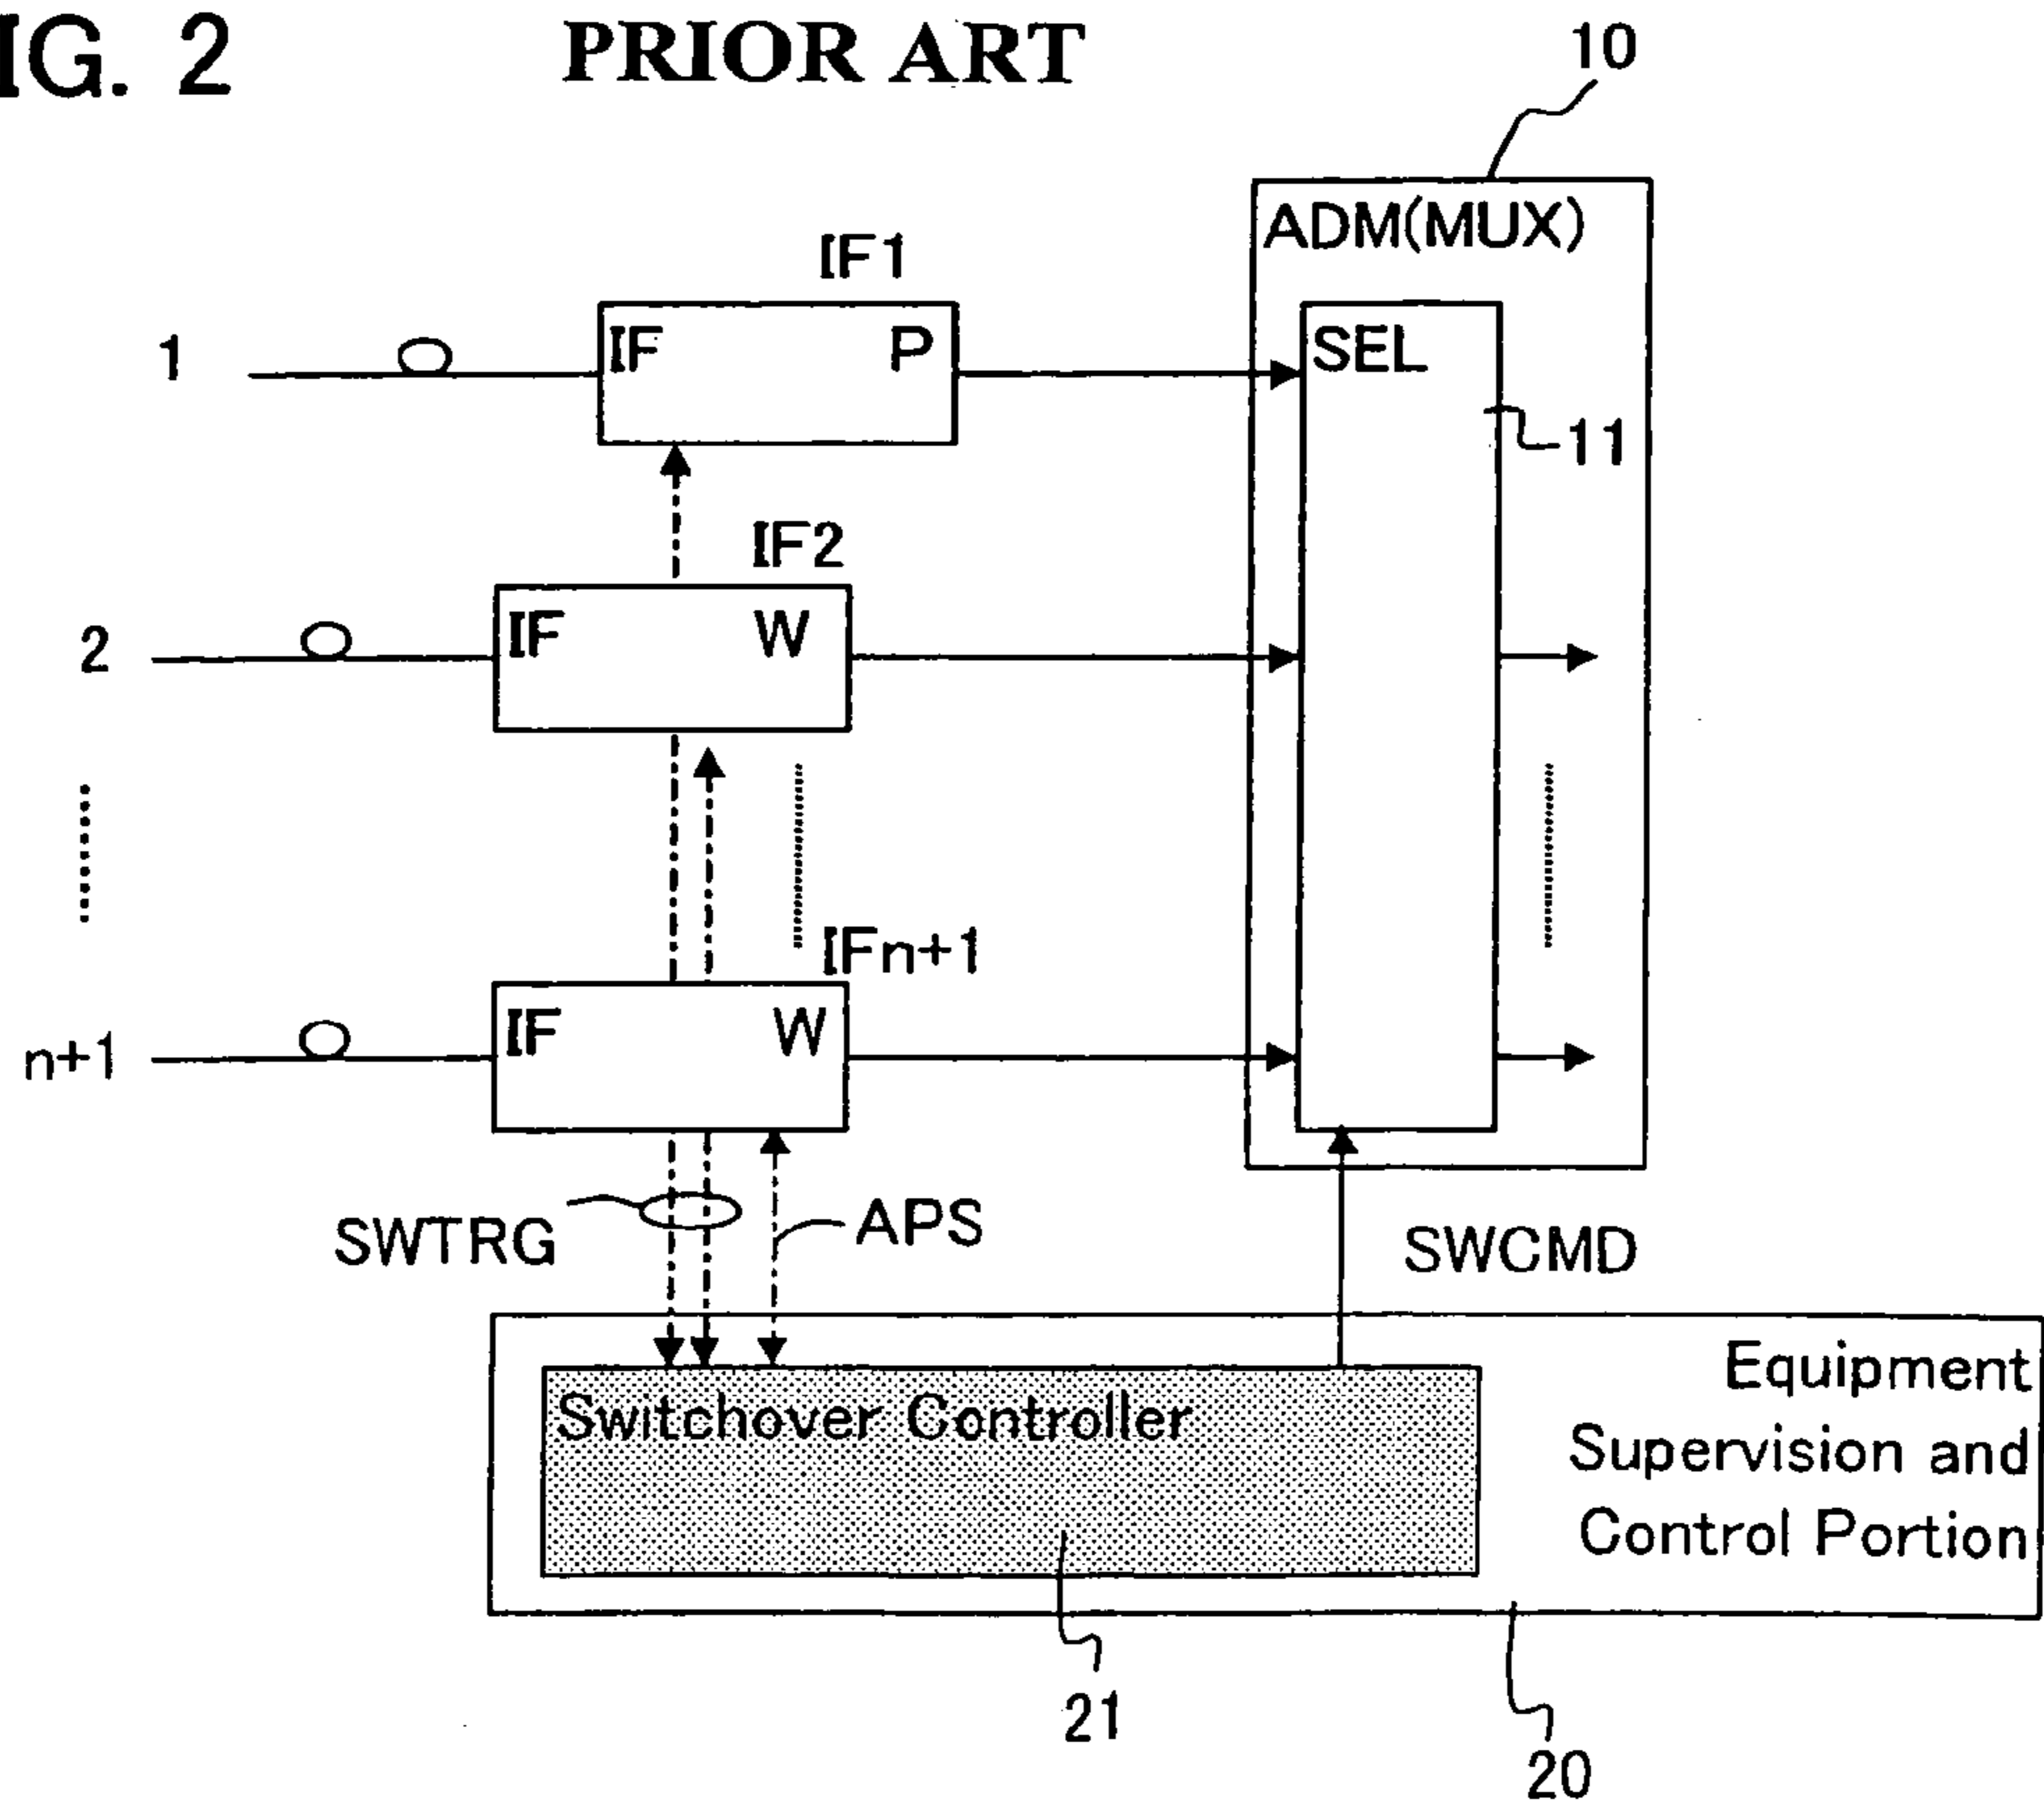 IG. 2
PRIOR ART
10
ADM(MUX)
IF1
1
IF
P
SEL
11
IF2
2
IF
W
IFn+1
n+1
IF
W
SWTRG
APS
SWCMD
Switchover Controller
Equipment
Supervision and
Control Portion
21
20